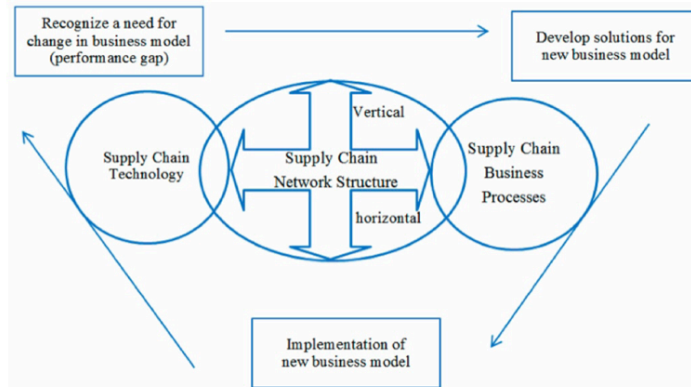 Recognize a need for
change in business model
(performance gap)
Develop solutions for
new business model
Vertical
Supply Chain
Technology
Supply Chain
Network Structure
Supply Chain
Business
Processes
horizontal
Implementation of
new business model